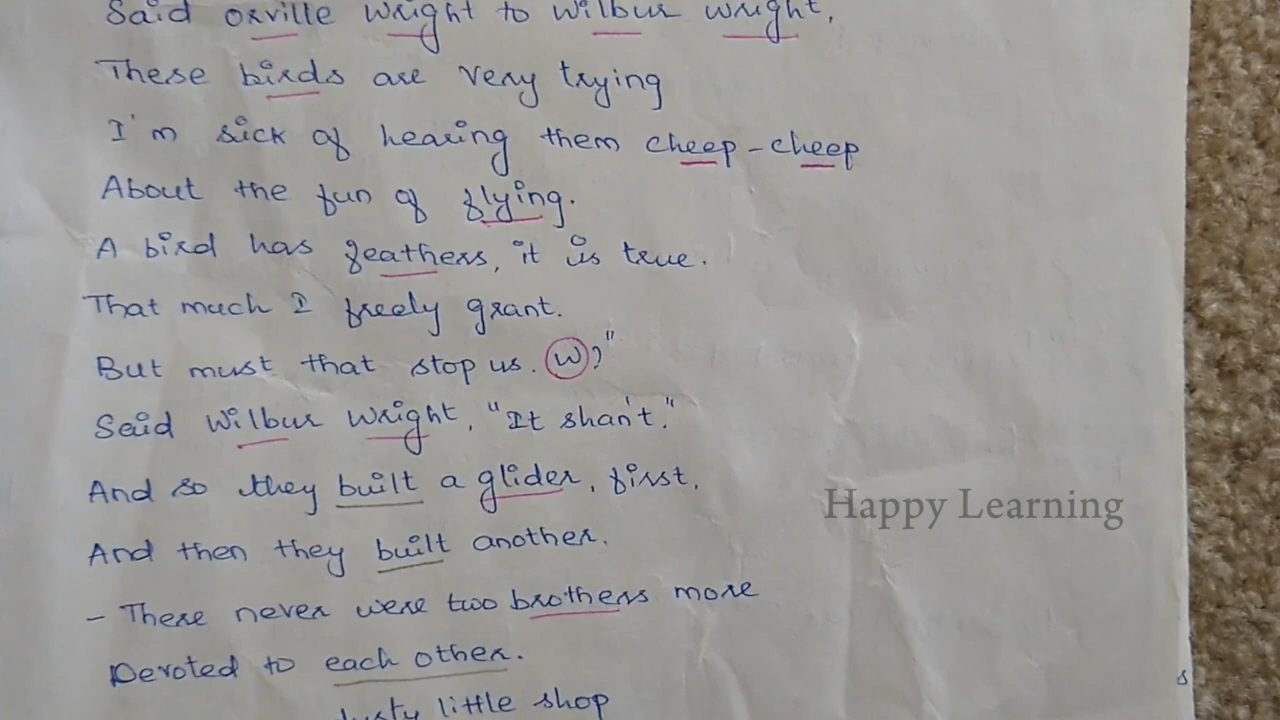 Said orville wright to wilbur wright,
These birds are very trying
I'm sick of hearing them cheep-cheep
About the fun of flying.
A bird has feathers, it is true.
That much I freely grant.
But must that stop us. W?"
Said Wilbur Wright, "It shan't."
And so they built a glider, first,
And then they built another.
- There never were two brothers more
Devoted to each other.
little shop
Happy Learning